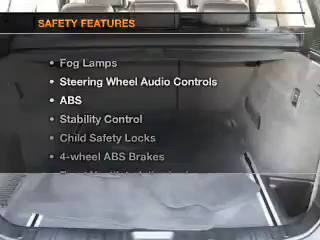 SAFETY FEATURES
• Fog Lamps
• Steering Wheel Audio Controls
• ABS
• Stability Control
• Child Safety Locks
• 4-wheel ABS Brakes